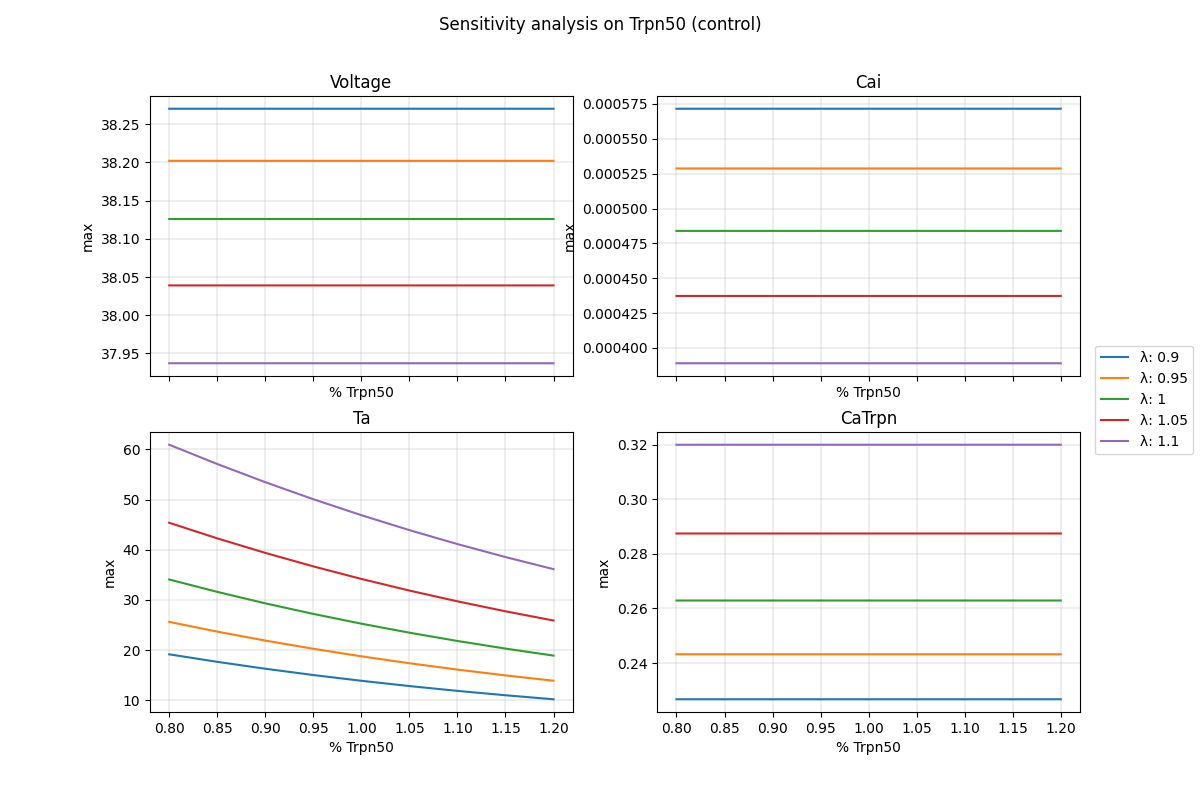 Sensitivity analysis on Trpn50 (control)
Voltage
38.25
38.20
38.15
38.10
38.05
38.00
37.95
max
% Trpn50
Cai
0.000575
0.000550
0.000525
0.000500
0.000475
0.000450
0.000425
0.000400
max
% Trpn50
Ta
60
50
40
30
20
10
max
0.80 0.85 0.90 0.95 1.00 1.05 1.10 1.15 1.20
% Trpn50
CaTrpn
0.32
0.30
0.28
0.26
0.24
max
0.80 0.85 0.90 0.95 1.00 1.05 1.10 1.15 1.20
% Trpn50
λ: 0.9
λ: 0.95
λ: 1
λ: 1.05
λ: 1.1